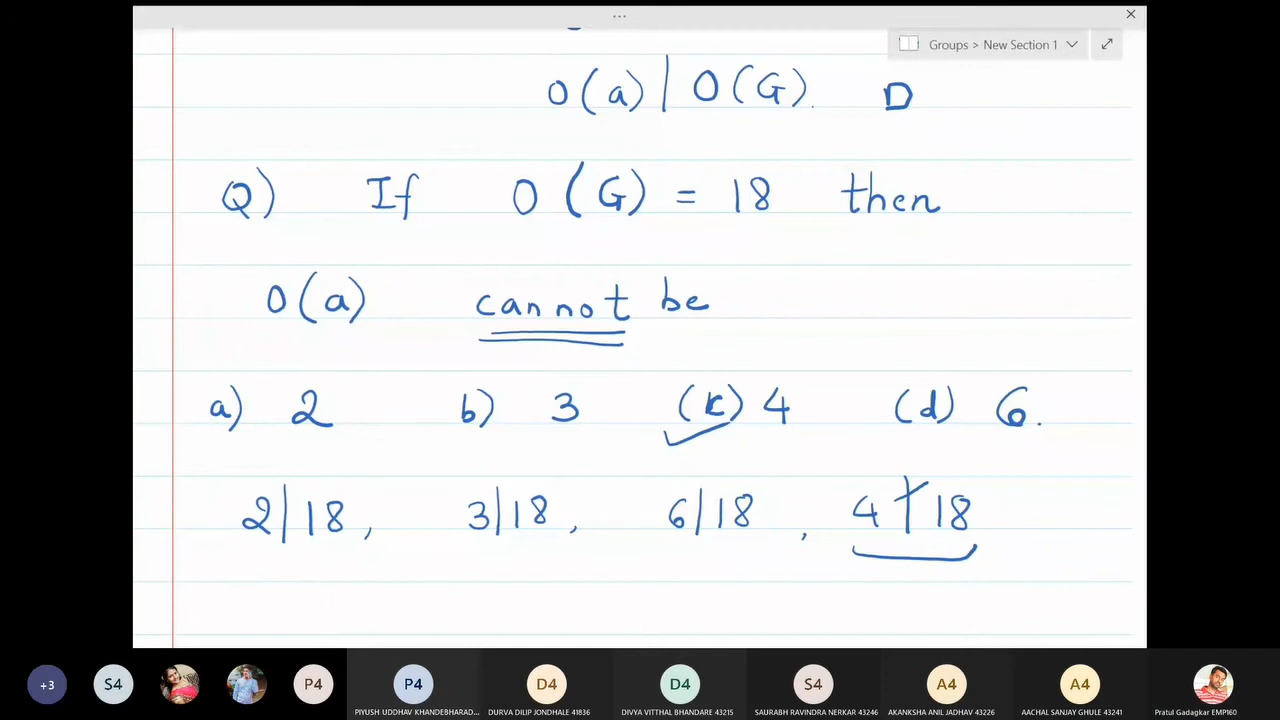 ...
Groups > New Section 1
O(a) | O(G). D
Q) If O(G) = 18 then
O(a) cannot be
a) 2 b) 3 (c) 4 (d) 6.
2|18, 3|18, 6|18, 4∤18
+3 S4 P4 P4 D4 D4 S4 A4 A4
PIYUSH UDDHAV KHANDEBHARAD... DURVA DILIP JONDHALE 41836 DIVYA VITTHAL BHANDARE 43215 SAURABH RAVINDRA NERKAR 43246 AKANKSHA ANIL JADHAV 43226 AACHAL SANJAY GHULE 43241 Pratul Gadagkar EMP160